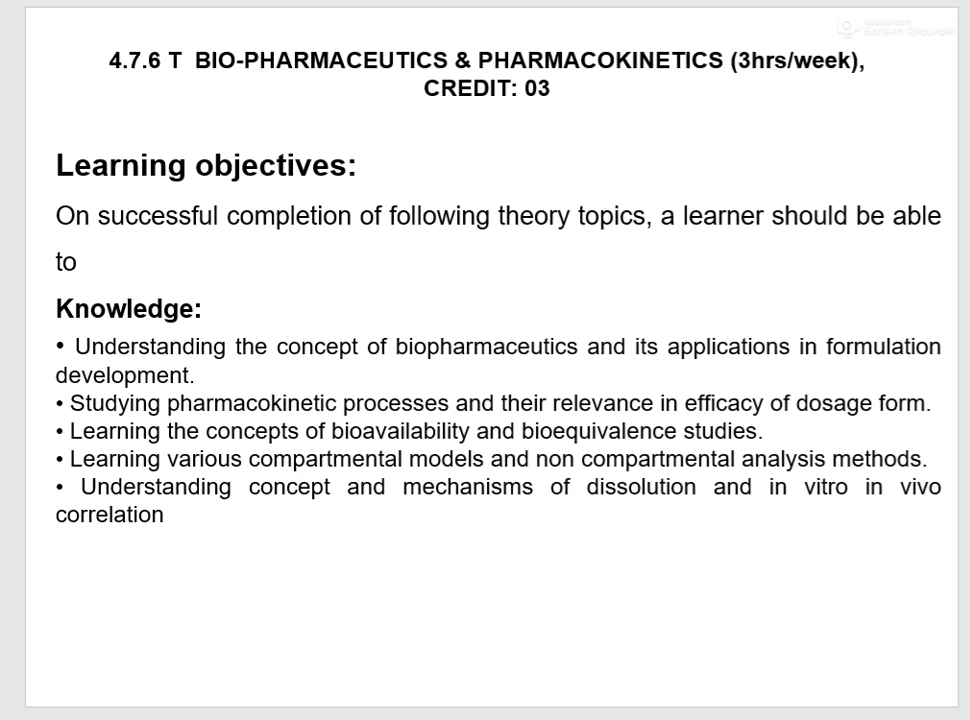 Apowersoft
Screen Recorder
4.7.6 T BIO-PHARMACEUTICS & PHARMACOKINETICS (3hrs/week),
CREDIT: 03
Learning objectives:
On successful completion of following theory topics, a learner should be able
to
Knowledge:
• Understanding the concept of biopharmaceutics and its applications in formulation
development.
• Studying pharmacokinetic processes and their relevance in efficacy of dosage form.
• Learning the concepts of bioavailability and bioequivalence studies.
• Learning various compartmental models and non compartmental analysis methods.
• Understanding concept and mechanisms of dissolution and in vitro in vivo
correlation